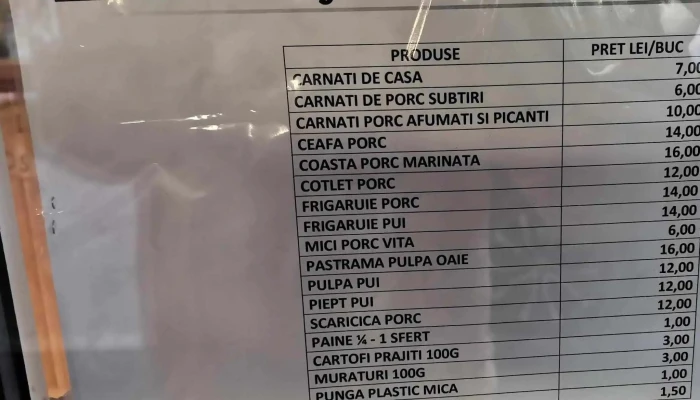 PRODUSE PRET LEI/BUC
CARNATI DE CASA 7,00
CARNATI DE PORC SUBTIRI 6,00
CARNATI PORC AFUMATI SI PICANTI 10,00
CEAFA PORC 14,00
COASTA PORC MARINATA 16,00
COTLET PORC 12,00
FRIGARUIE PORC 14,00
FRIGARUIE PUI 14,00
MICI PORC VITA 6,00
PASTRAMA PULPA OAIE 16,00
PULPA PUI 12,00
PIEPT PUI 12,00
SCARICICA PORC 12,00
PAINE ¼ - 1 SFERT 1,00
CARTOFI PRAJITI 100G 3,00
MURATURI 100G 3,00
PUNGA PLASTIC MICA 1,00
1,50